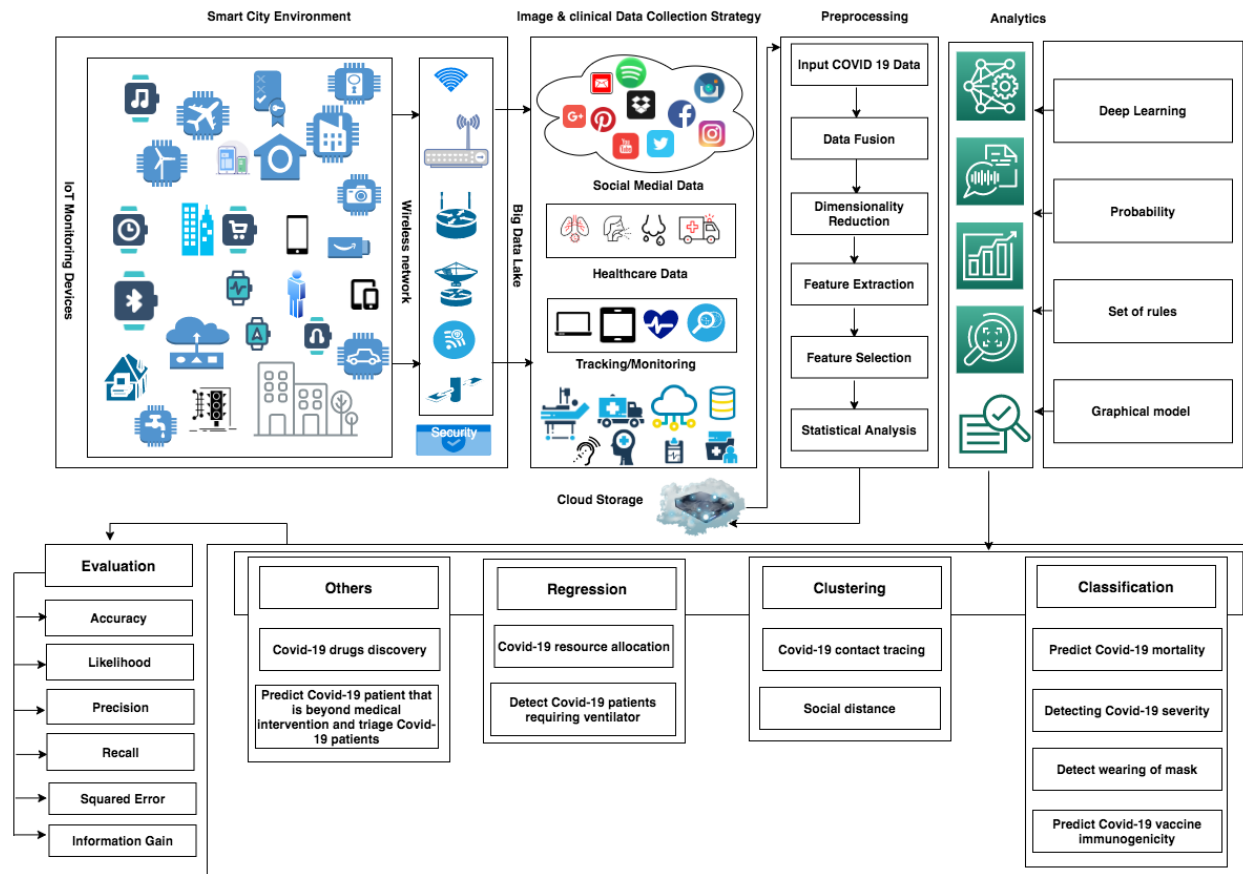 Smart City Environment
Image & clinical Data Collection Strategy
Preprocessing
Analytics
IoT Monitoring Devices
Wireless network
Security
Big Data Lake
Social Medial Data
Healthcare Data
Tracking/Monitoring
Input COVID 19 Data
Data Fusion
Dimensionality
Reduction
Feature Extraction
Feature Selection
Statistical Analysis
Deep Learning
Probability
Set of rules
Graphical model
Cloud Storage
Evaluation
Accuracy
Likelihood
Precision
Recall
Squared Error
Information Gain
Others
Covid-19 drugs discovery
Predict Covid-19 patient that
is beyond medical
intervention and triage Covid-
19 patients
Regression
Covid-19 resource allocation
Detect Covid-19 patients
requiring ventilator
Clustering
Covid-19 contact tracing
Social distance
Classification
Predict Covid-19 mortality
Detecting Covid-19 severity
Detect wearing of mask
Predict Covid-19 vaccine
immunogenicity